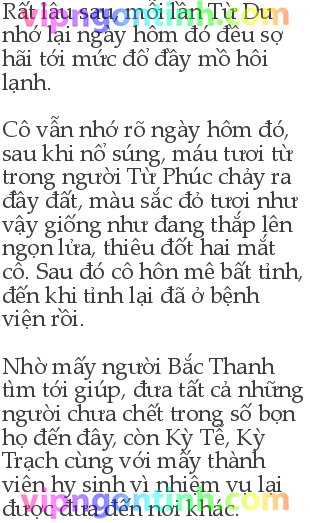 Rất lâu sau, mỗi lần Từ Du
nhớ lại ngày hôm đó đều sợ
hãi tới mức đổ đầy mồ hôi
lạnh.
Cô vẫn nhớ rõ ngày hôm đó,
sau khi nổ súng, máu tươi từ
trong người Từ Phúc chảy ra
đầy đất, màu sắc đỏ tươi như
vậy giống như đang thắp lên
ngọn lửa, thiêu đốt hai mắt
cô. Sau đó cô hôn mê bất tỉnh,
đến khi tỉnh lại đã ở bệnh
viện rồi.
Nhờ mấy người Bắc Thanh
tìm tới giúp, đưa tất cả những
người chưa chết trong số bọn
họ đến đây, còn Kỳ Tề, Kỳ
Trạch cùng với mấy thành
viên hy sinh vì nhiệm vụ lại
được đưa đến nơi khác.
vipngontinh.com
vipngontinh.com